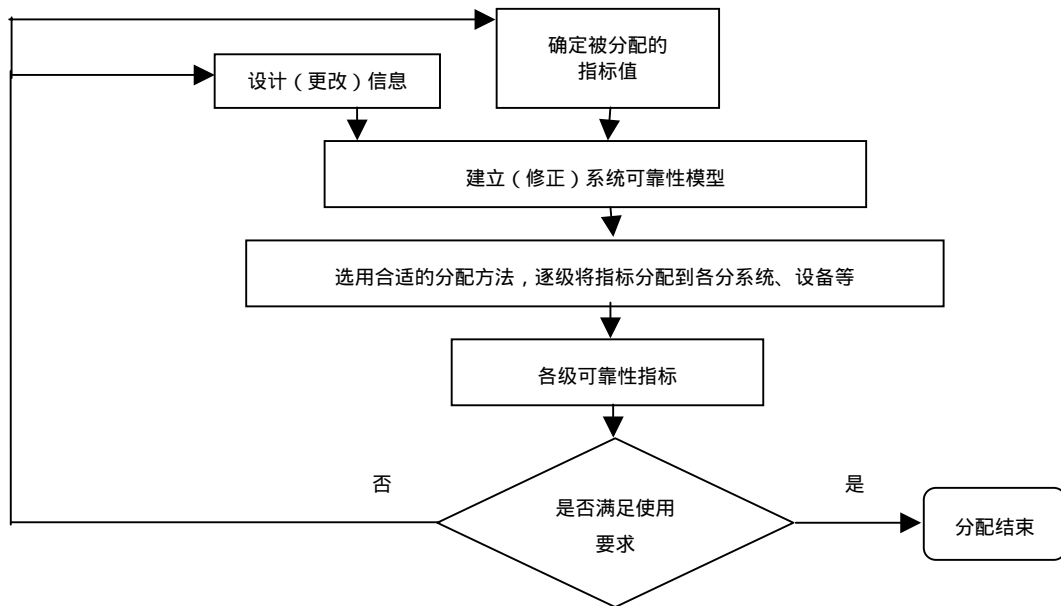 确定被分配的
指标值
设计（更改）信息
建立（修正）系统可靠性模型
选用合适的分配方法，逐级将指标分配到各分系统、设备等
各级可靠性指标
否
是
是否满足使用
要求
分配结束